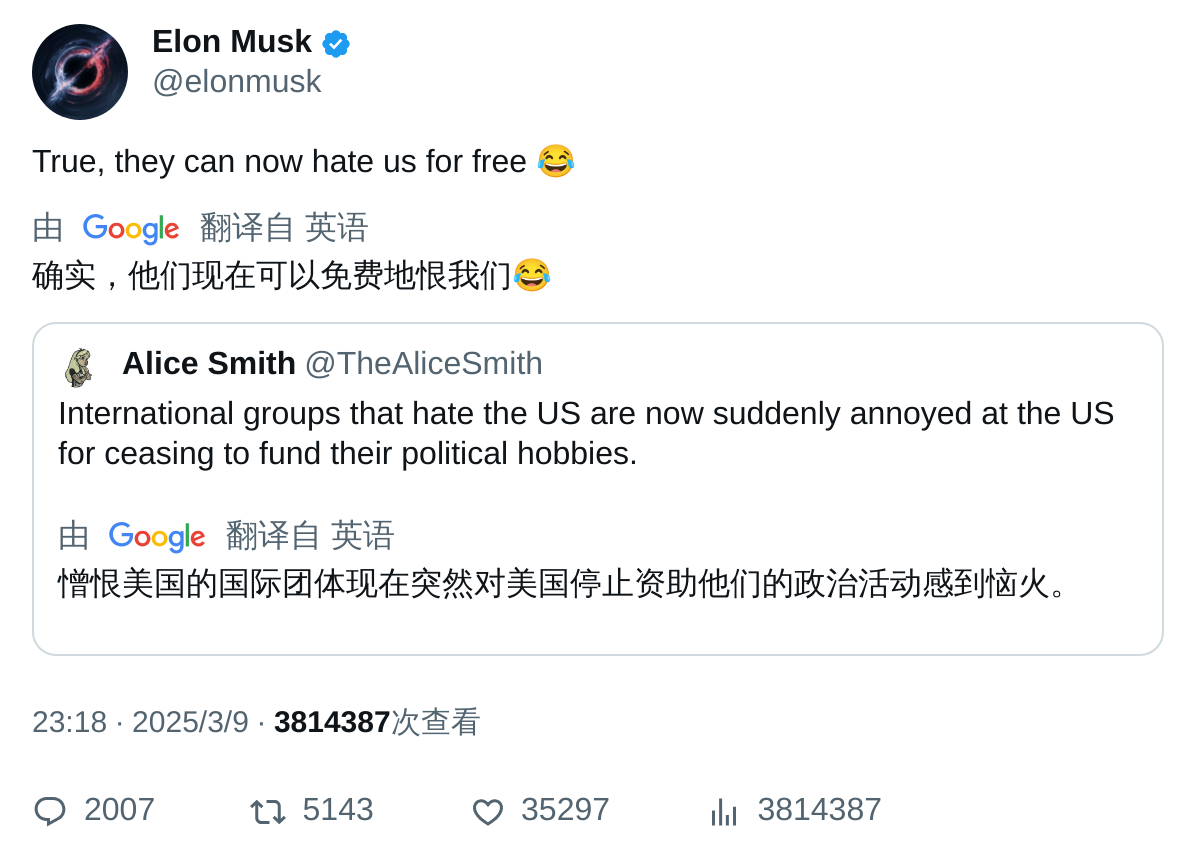 Elon Musk
@elonmusk
True, they can now hate us for free 😂
由 Google 翻译自 英语
确实，他们现在可以免费地恨我们😂
Alice Smith @TheAliceSmith
International groups that hate the US are now suddenly annoyed at the US
for ceasing to fund their political hobbies.
由 Google 翻译自 英语
憎恨美国的国际团体现在突然对美国停止资助他们的政治活动感到恼火。
23:18 · 2025/3/9 · 3814387次查看
2007 5143 35297 3814387